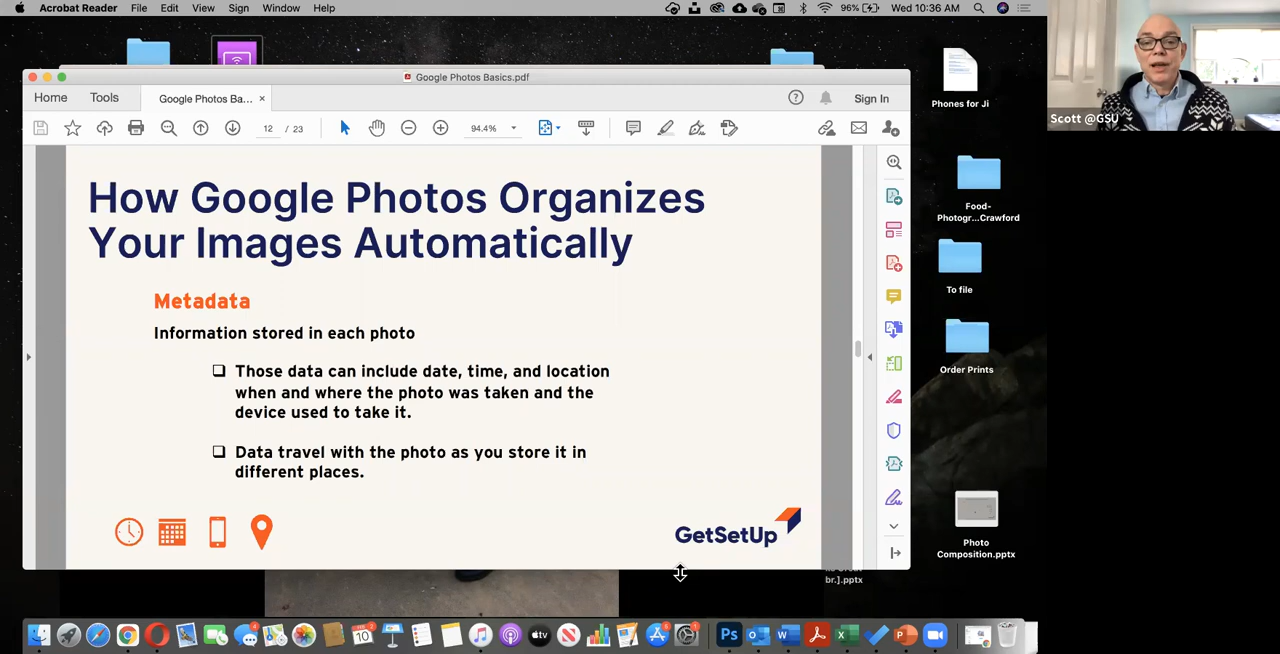 Acrobat Reader File Edit View Sign Window Help
96% Wed 10:36 AM
Google Photos Basics.pdf
Home Tools Google Photos Ba... × Sign In
12 / 23 94.4%
How Google Photos Organizes
Your Images Automatically
Metadata
Information stored in each photo
Those data can include date, time, and location
when and where the photo was taken and the
device used to take it.
Data travel with the photo as you store it in
different places.
GetSetUp
Phones for Ji
Food-
Photogr...Crawford
To file
Order Prints
Photo
Composition.pptx
br.].pptx
Scott @GSU